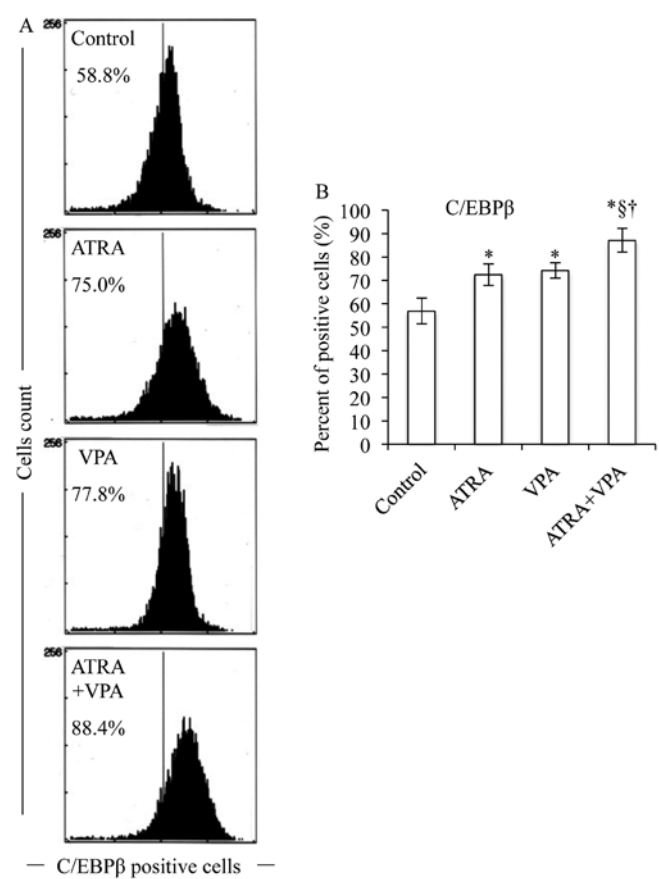 A
256
Control
58.8%
256
ATRA
75.0%
256
VPA
77.8%
256
ATRA
+VPA
88.4%
Cells count
C/EBPβ positive cells
B
C/EBPβ
*§†
*
*
Percent of positive cells (%)
100
90
80
70
60
50
40
30
20
10
0
Control
ATRA
VPA
ATRA+VPA